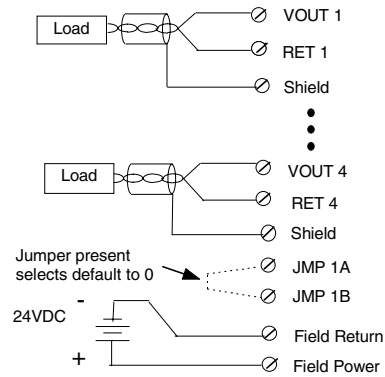 Load
VOUT 1
RET 1
Shield
Load
VOUT 4
RET 4
Shield
Jumper present
selects default to 0
JMP 1A
JMP 1B
-
24VDC
+
Field Return
Field Power